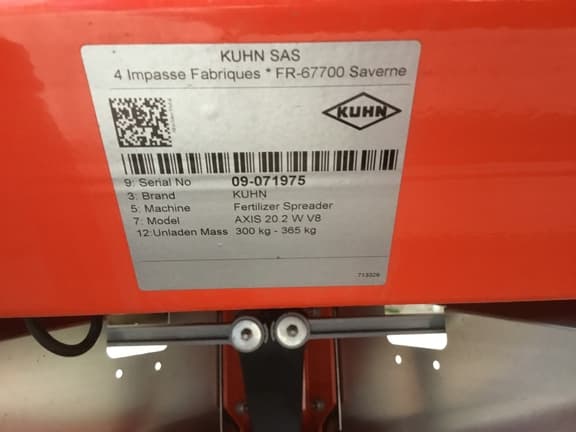 KUHN SAS
4 Impasse Fabriques * FR-67700 Saverne
KUHN
9: Serial No 09-071975
3: Brand KUHN
5: Machine Fertilizer Spreader
7: Model AXIS 20.2 W V8
12:Unladen Mass 300 kg - 365 kg
713329